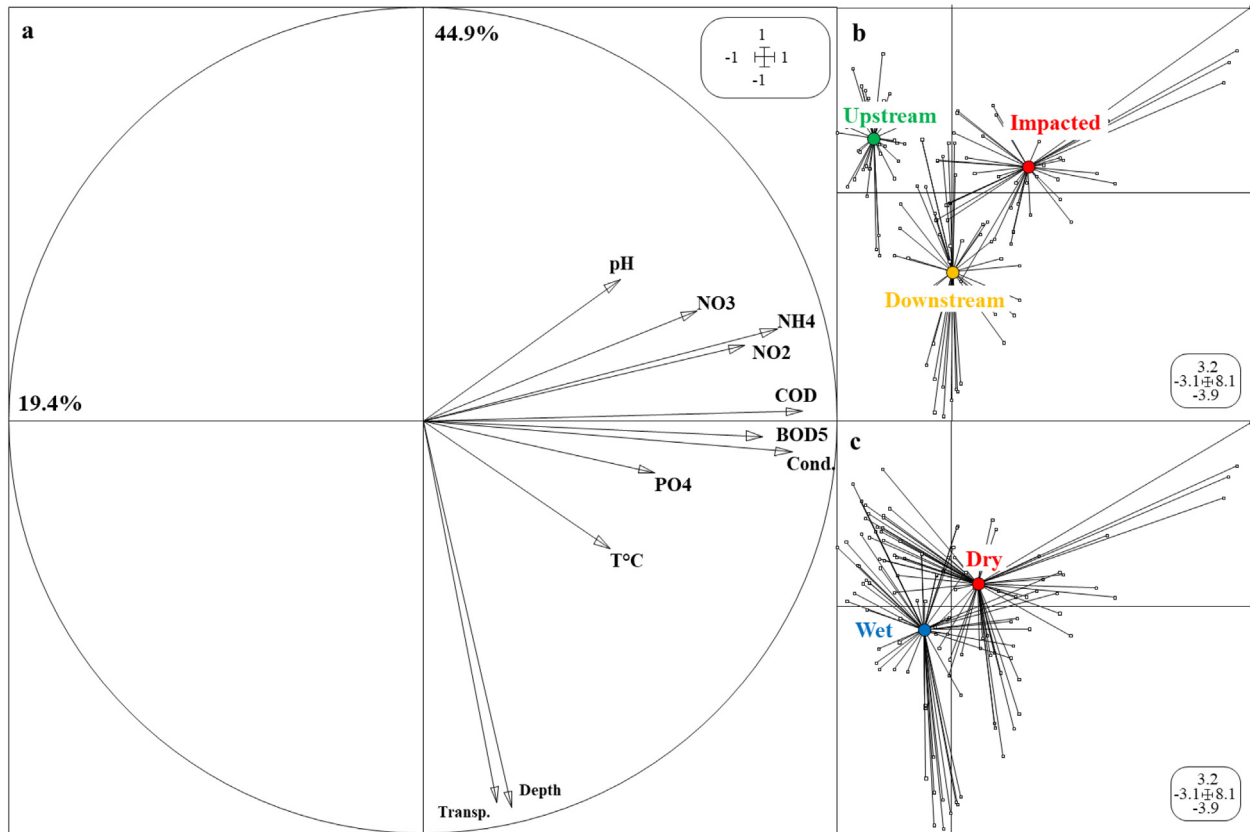 a
44.9%
1
-1 1
-1
pH
NO3
NH4
NO2
19.4%
COD
BOD5
Cond.
PO4
T°C
Depth
Transp.
b
Upstream
Impacted
Downstream
3.2
-3.1 8.1
-3.9
c
Dry
Wet
3.2
-3.1 8.1
-3.9